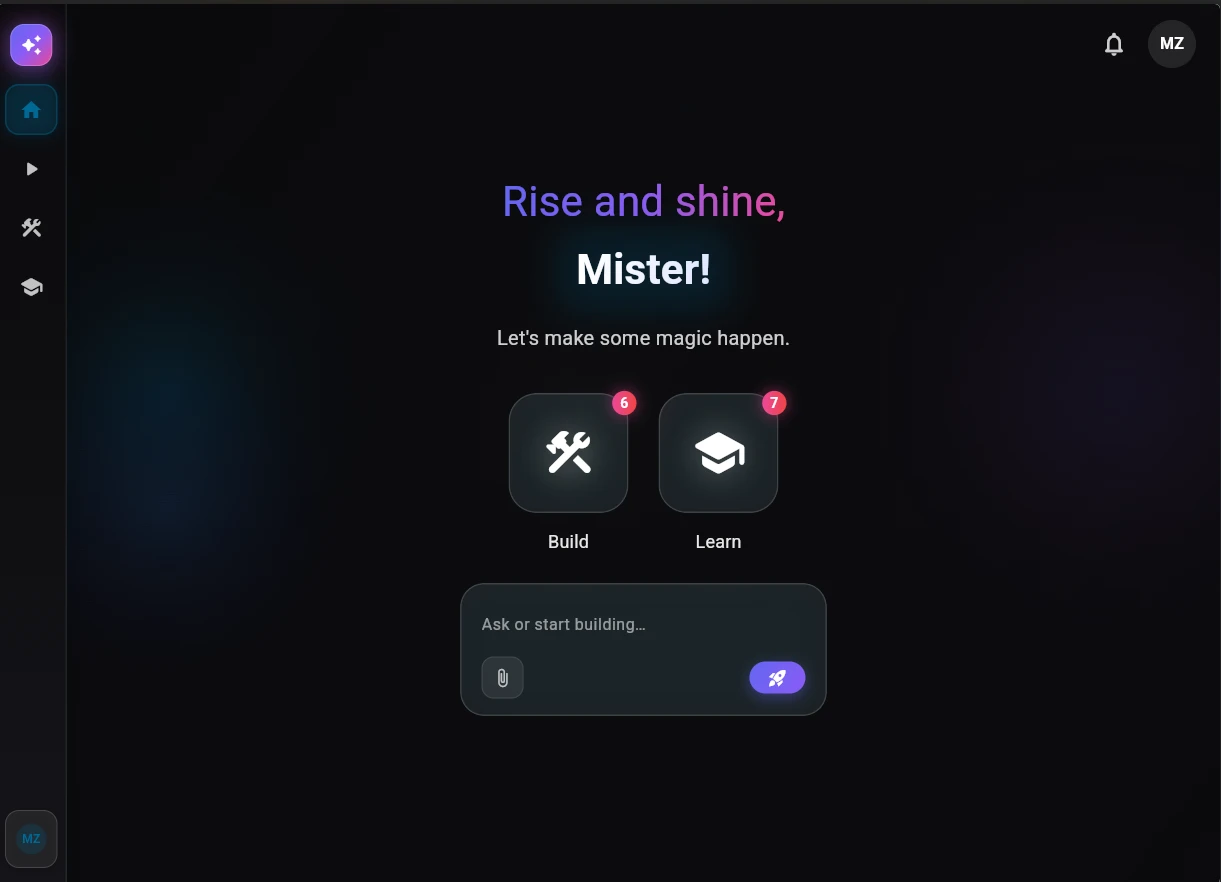 MZ
Rise and shine,
Mister!
Let's make some magic happen.
6
7
Build
Learn
Ask or start building…
MZ